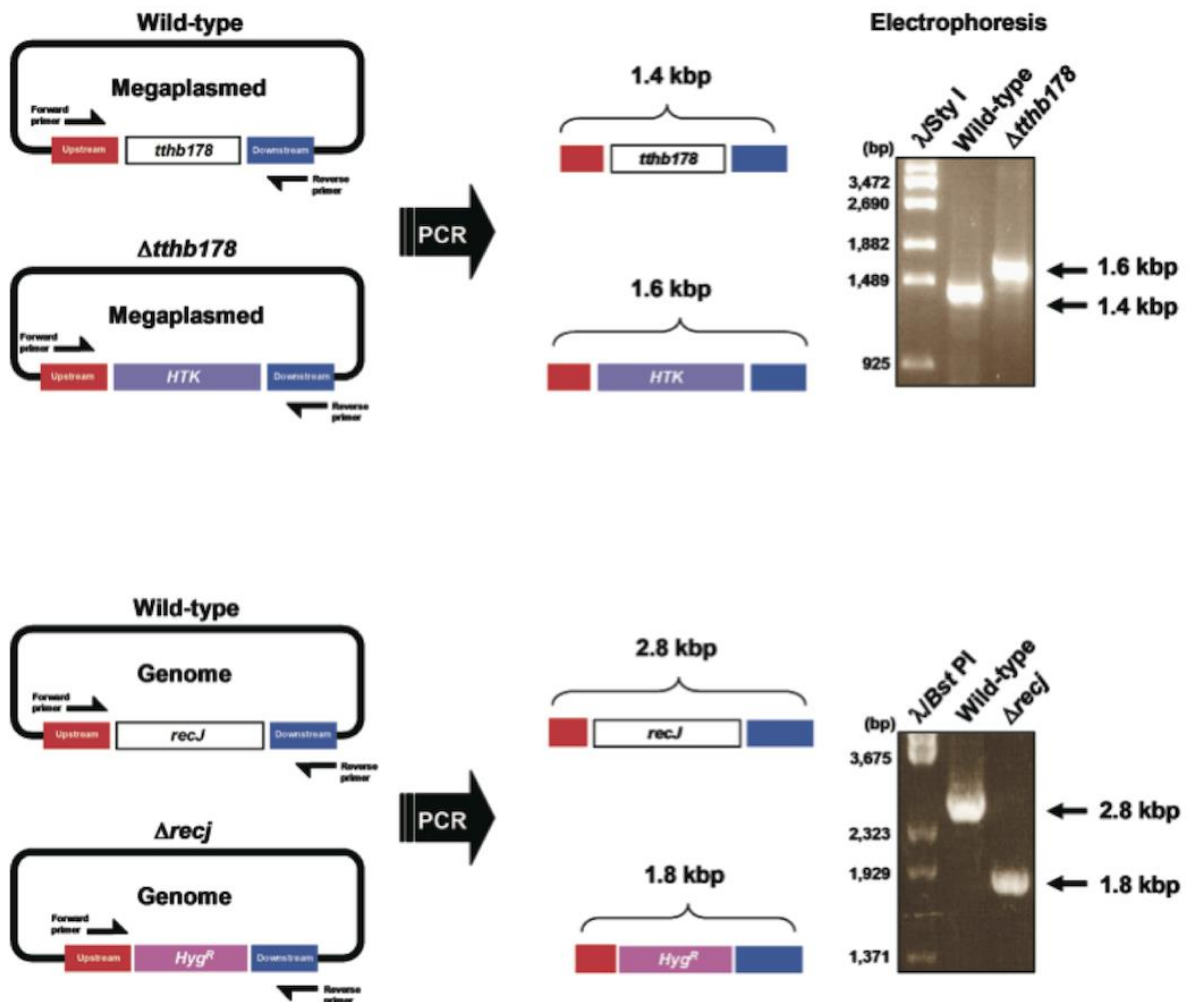 Wild-type
Megaplasmed
Forward
primer
Upstream
tthb178
Downstream
Reverse
primer
Δtthb178
Megaplasmed
Forward
primer
Upstream
HTK
Downstream
Reverse
primer
PCR
1.4 kbp
tthb178
1.6 kbp
HTK
Electrophoresis
λ/Sty I
Wild-type
Δtthb178
(bp)
3,472
2,690
1,882
1,489
925
1.6 kbp
1.4 kbp
Wild-type
Genome
Forward
primer
Upstream
recJ
Downstream
Reverse
primer
Δrecj
Genome
Forward
primer
Upstream
HygR
Downstream
Reverse
primer
PCR
2.8 kbp
recJ
1.8 kbp
HygR
λ/Bst PI
Wild-type
Δrecj
(bp)
3,675
2,323
1,929
1,371
2.8 kbp
1.8 kbp